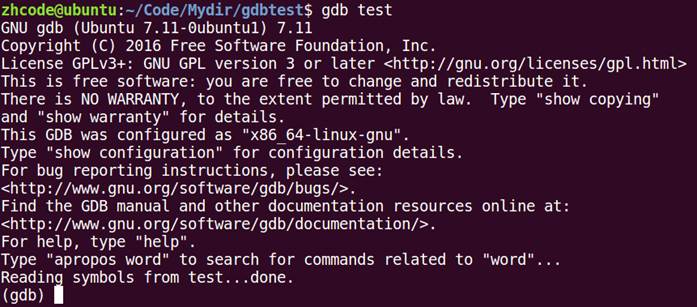 zhcode@ubuntu:~/Code/Mydir/gdbtest$ gdb test
GNU gdb (Ubuntu 7.11-0ubuntu1) 7.11
Copyright (C) 2016 Free Software Foundation, Inc.
License GPLv3+: GNU GPL version 3 or later <http://gnu.org/licenses/gpl.html>
This is free software: you are free to change and redistribute it.
There is NO WARRANTY, to the extent permitted by law.  Type "show copying"
and "show warranty" for details.
This GDB was configured as "x86_64-linux-gnu".
Type "show configuration" for configuration details.
For bug reporting instructions, please see:
<http://www.gnu.org/software/gdb/bugs/>.
Find the GDB manual and other documentation resources online at:
<http://www.gnu.org/software/gdb/documentation/>.
For help, type "help".
Type "apropos word" to search for commands related to "word"...
Reading symbols from test...done.
(gdb)